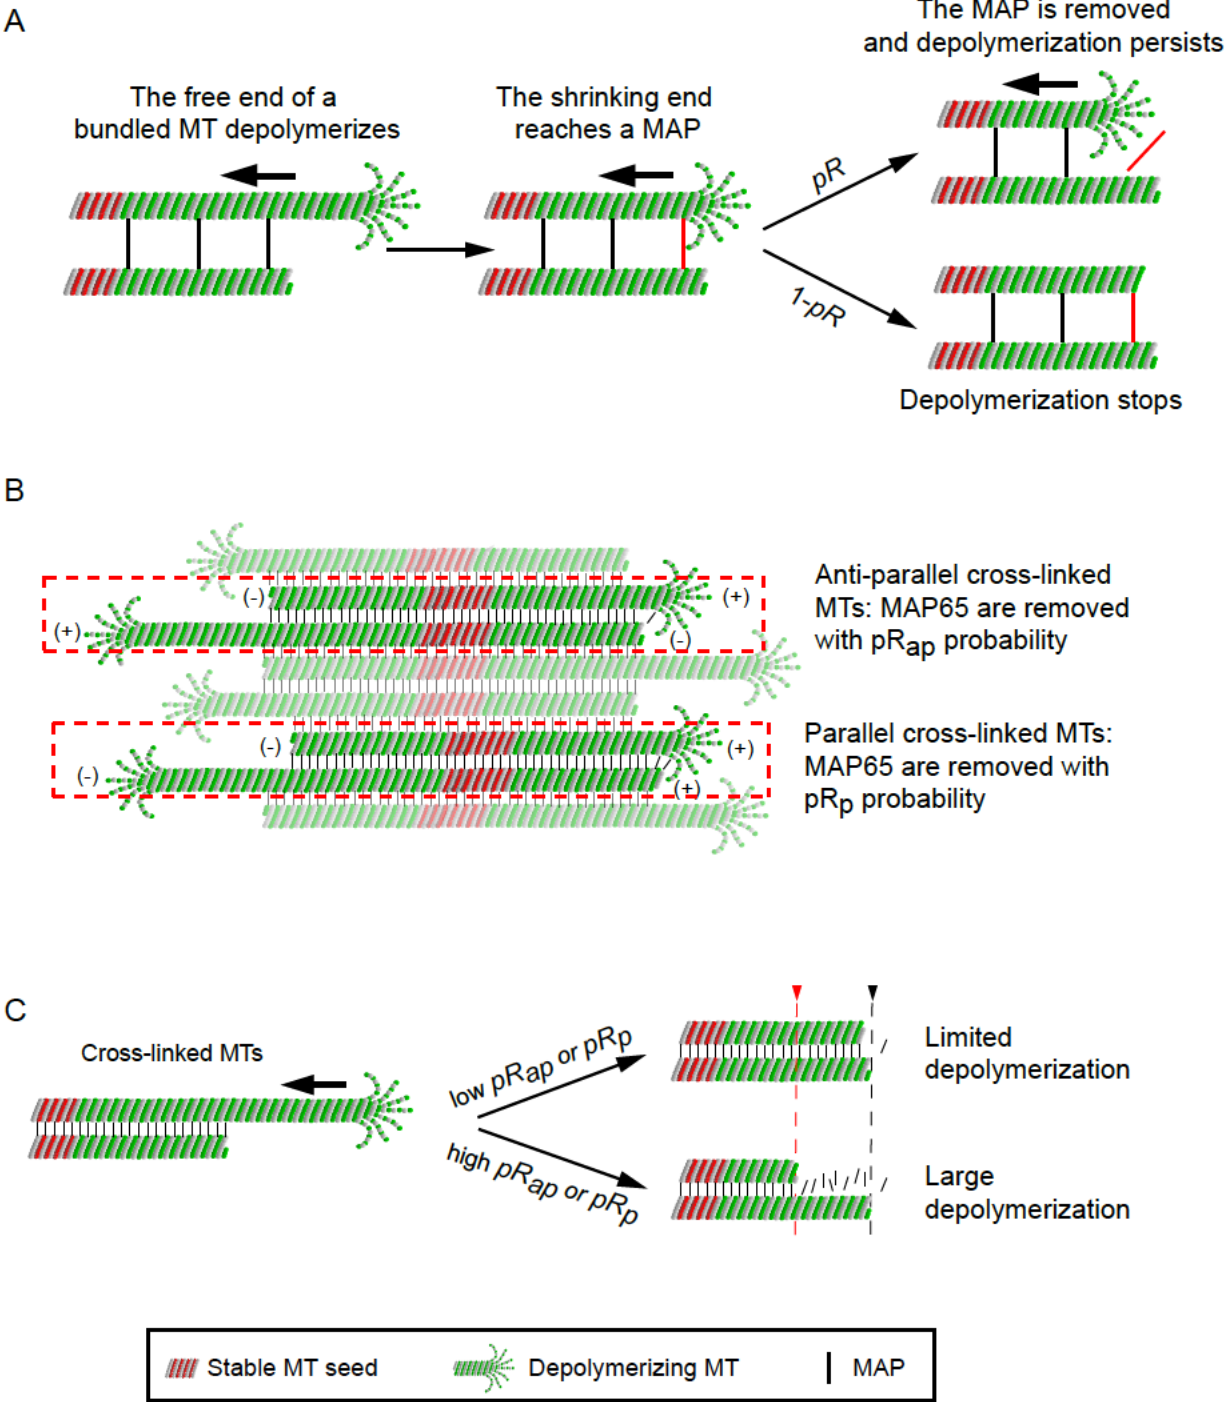 A
The free end of a
bundled MT depolymerizes
The shrinking end
reaches a MAP
The MAP is removed
and depolymerization persists
pR
1-pR
Depolymerization stops
B
(-)
(+)
(+)
(-)
Anti-parallel cross-linked
MTs: MAP65 are removed
with pRap probability
(-)
(+)
(-)
(+)
Parallel cross-linked MTs:
MAP65 are removed with
pRp probability
C
Cross-linked MTs
low pRap or pRp
high pRap or pRp
Limited
depolymerization
Large
depolymerization
Stable MT seed
Depolymerizing MT
MAP